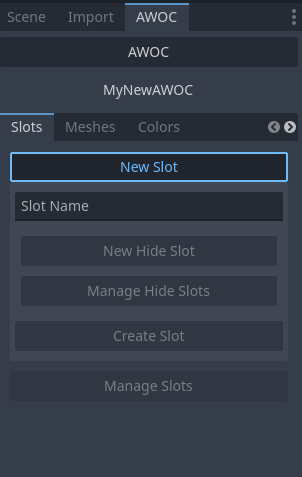 Scene Import AWOC
AWOC
MyNewAWOC
Slots Meshes Colors
New Slot
Slot Name
New Hide Slot
Manage Hide Slots
Create Slot
Manage Slots